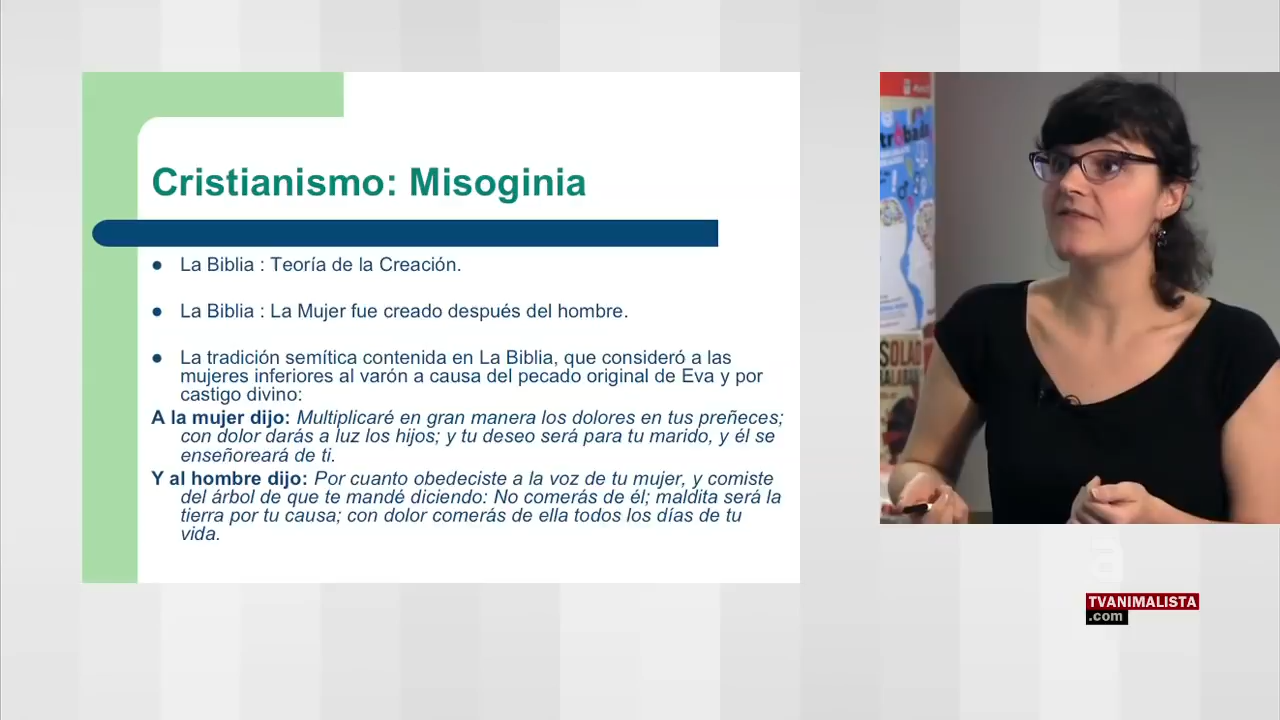 Cristianismo: Misoginia
La Biblia : Teoría de la Creación.
La Biblia : La Mujer fue creado después del hombre.
La tradición semítica contenida en La Biblia, que consideró a las
mujeres inferiores al varón a causa del pecado original de Eva y por
castigo divino:
A la mujer dijo: Multiplicaré en gran manera los dolores en tus preñeces;
con dolor darás a luz los hijos; y tu deseo será para tu marido, y él se
enseñoreará de ti.
Y al hombre dijo: Por cuanto obedeciste a la voz de tu mujer, y comiste
del árbol de que te mandé diciendo: No comerás de él; maldita será la
tierra por tu causa; con dolor comerás de ella todos los días de tu
vida.
a
TVANIMALISTA
.com